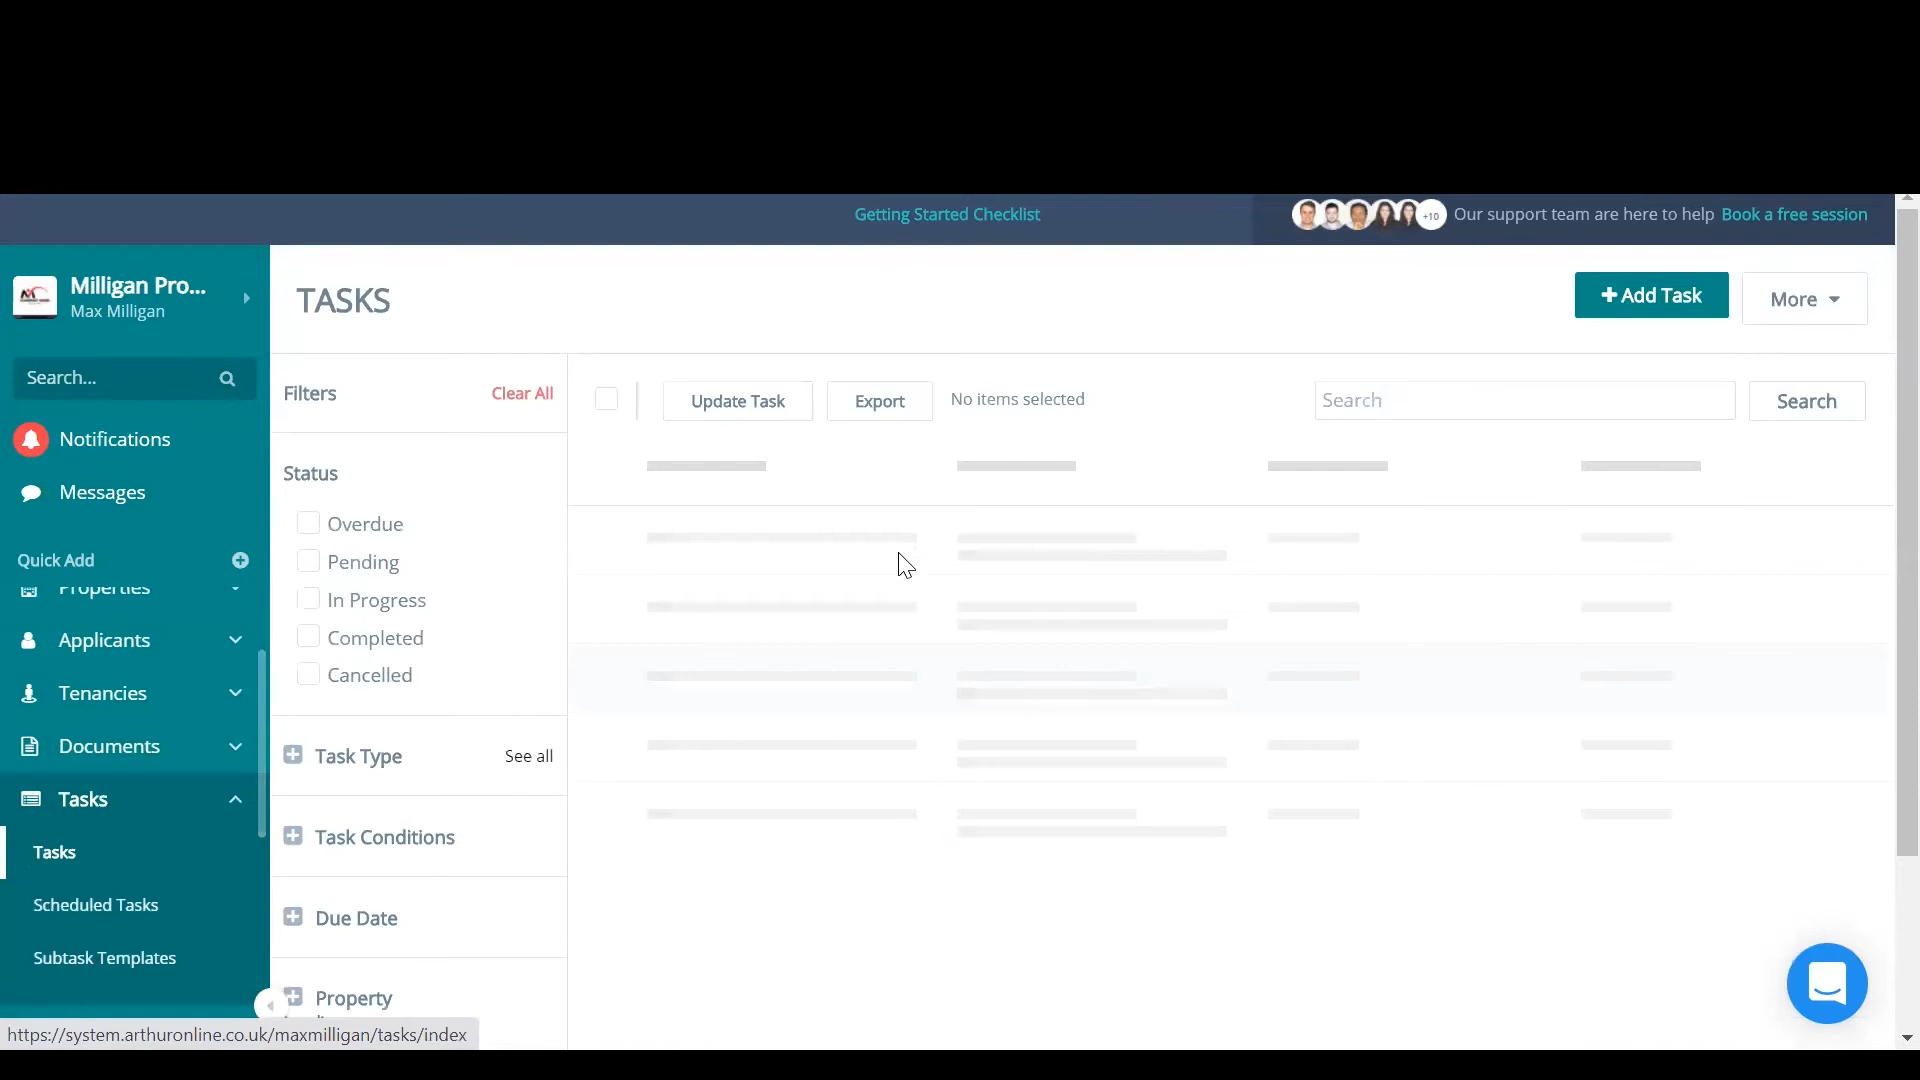 Getting Started Checklist
+10 Our support team are here to help Book a free session
Milligan Pro...
Max Milligan
Search...
Notifications
Messages
Quick Add
Properties
Applicants
Tenancies
Documents
Tasks
Tasks
Scheduled Tasks
Subtask Templates
TASKS
Add Task
More
Filters
Clear All
Status
Overdue
Pending
In Progress
Completed
Cancelled
Task Type
See all
Task Conditions
Due Date
Property
Update Task
Export
No items selected
Search
Search
https://system.arthuronline.co.uk/maxmilligan/tasks/index